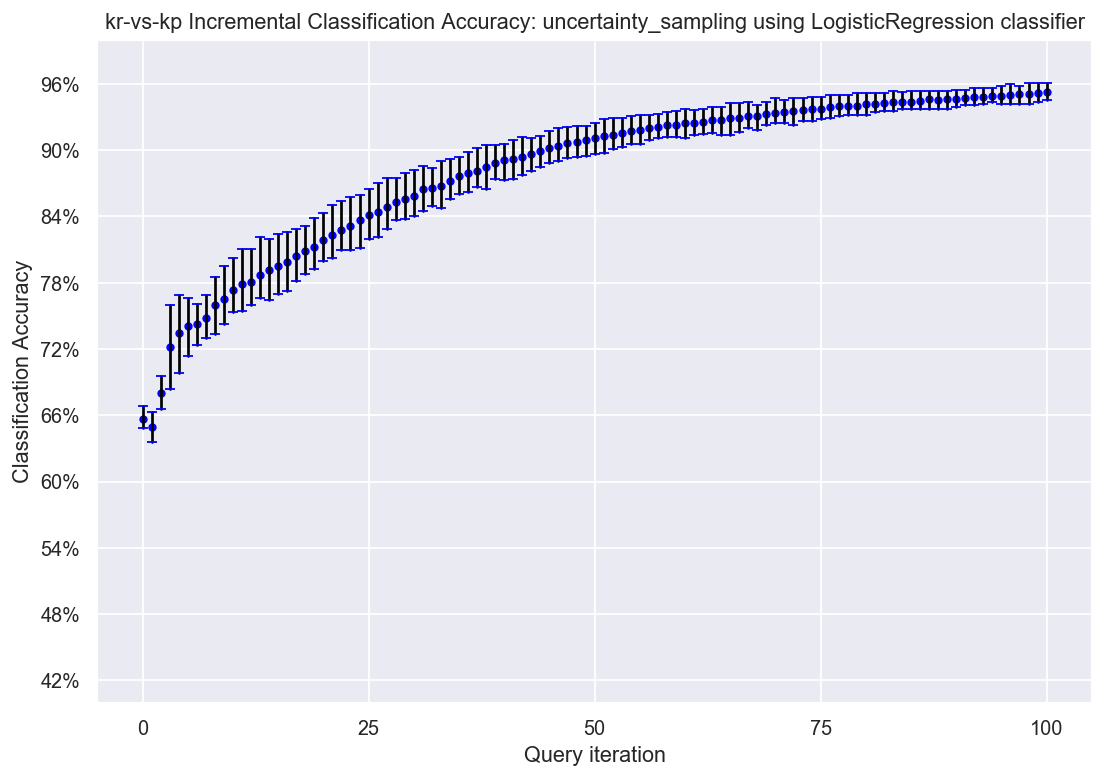 kr-vs-kp Incremental Classification Accuracy: uncertainty_sampling using LogisticRegression classifier
96%
90%
84%
78%
72%
66%
60%
54%
48%
42%
Classification Accuracy
0 25 50 75 100
Query iteration